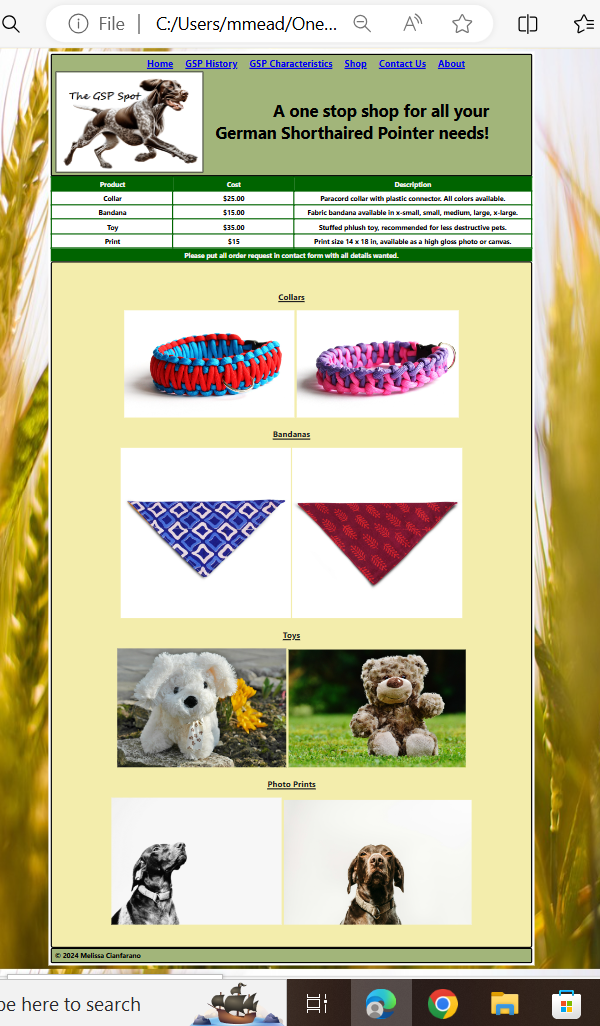 File | C:/Users/mmead/One...
Home GSP History GSP Characteristics Shop Contact Us About
The GSP Spot
A one stop shop for all your
German Shorthaired Pointer needs!
Product Cost Description
Collar $25.00 Paracord collar with plastic connector. All colors available.
Bandana $15.00 Fabric bandana available in x-small, small, medium, large, x-large.
Toy $35.00 Stuffed phlush toy, recommended for less destructive pets.
Print $15 Print size 14 x 18 in, available as a high gloss photo or canvas.
Please put all order request in contact form with all details wanted.
Collars
Bandanas
Toys
Photo Prints
© 2024 Melissa Cianfarano
pe here to search